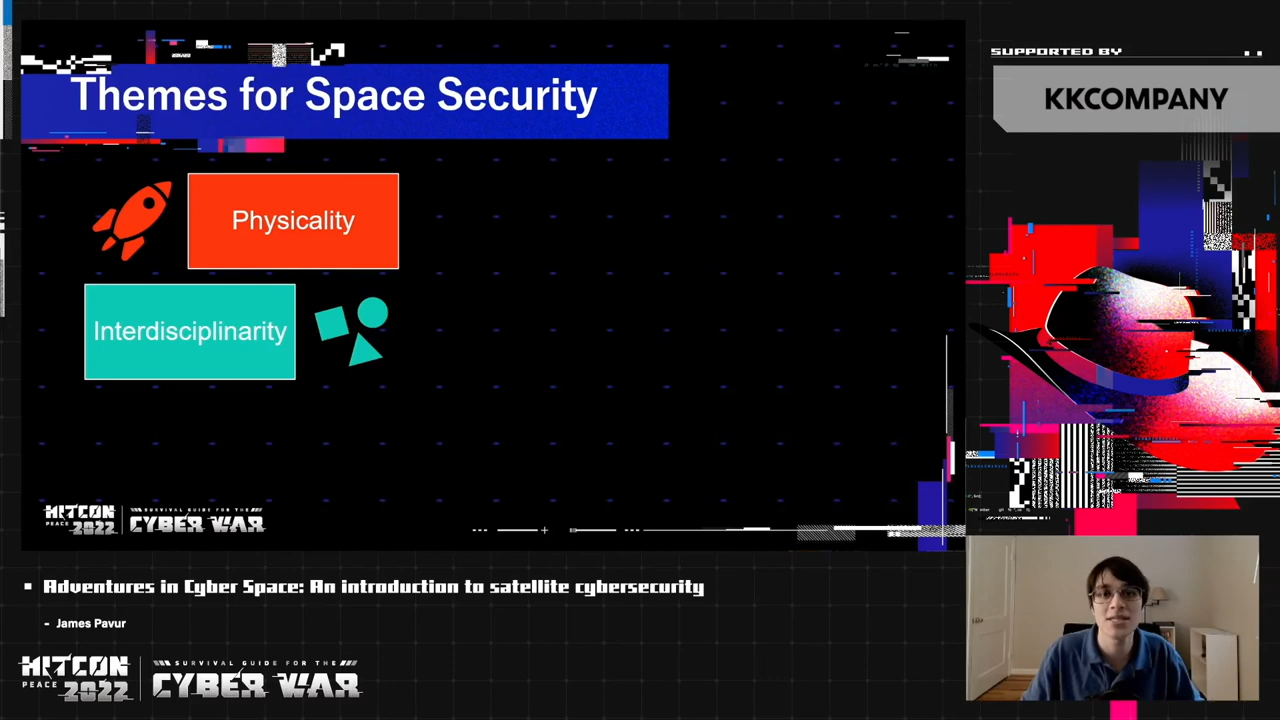 Themes for Space Security
SUPPORTED BY
KKCOMPANY
Physicality
Interdisciplinarity
HITCON
PEACE 2022
SURVIVAL GUIDE FOR THE
CYBER WAR
Adventures in Cyber Space: An introduction to satellite cybersecurity
- James Pavur
HITCON
PEACE 2022
SURVIVAL GUIDE FOR THE
CYBER WAR